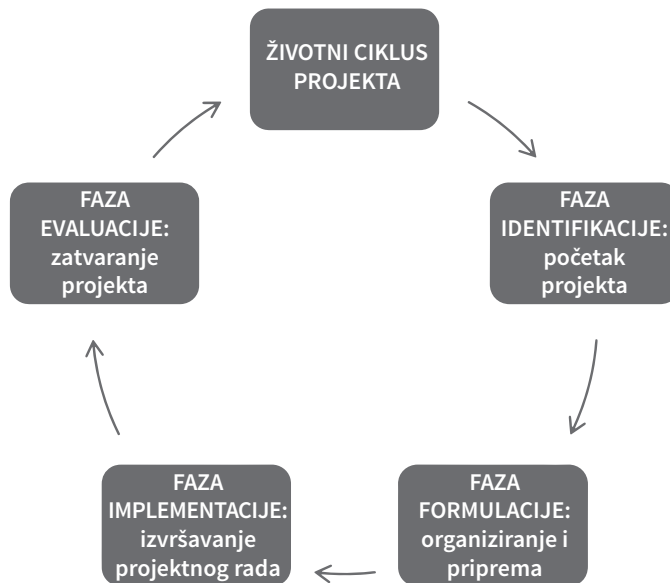 ŽIVOTNI CIKLUS
PROJEKTA
FAZA
IDENTIFIKACIJE:
početak
projekta
FAZA
FORMULACIJE:
organiziranje i
priprema
FAZA
IMPLEMENTACIJE:
izvršavanje
projektnog rada
FAZA
EVALUACIJE:
zatvaranje
projekta